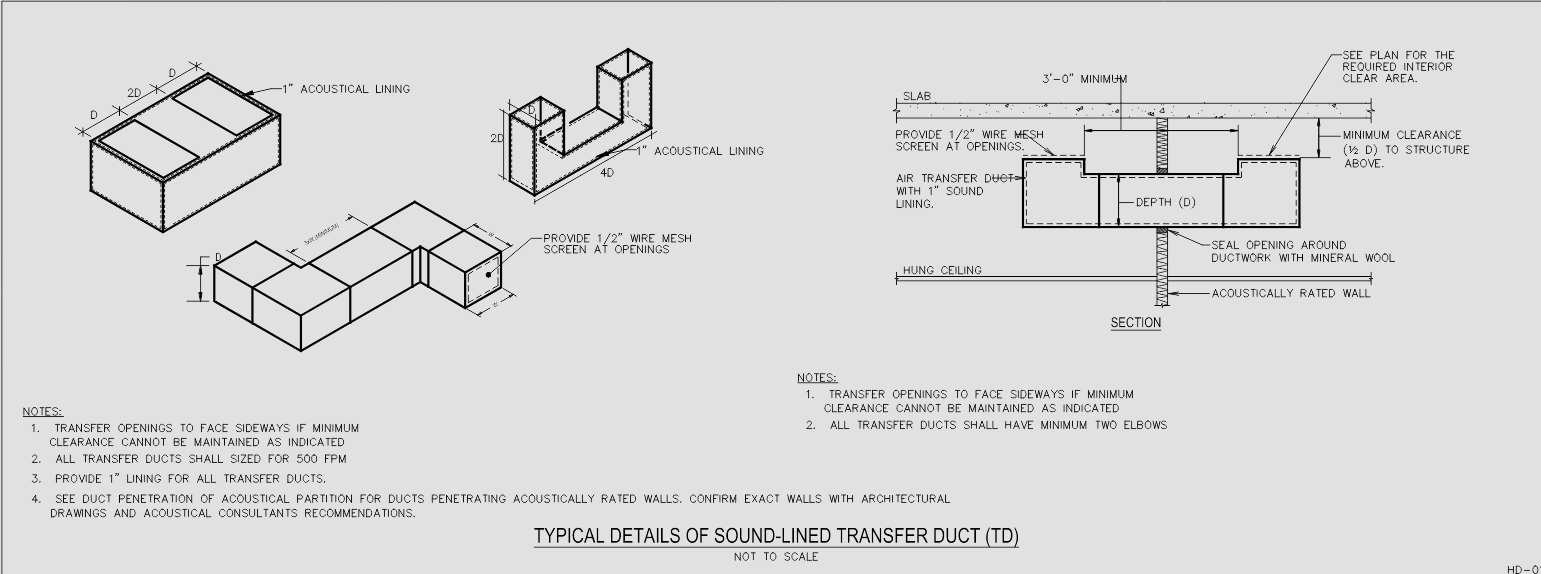 D
2D
D
1" ACOUSTICAL LINING
D
2D
1" ACOUSTICAL LINING
4D
3W (MINIMUM)
W
D
W
PROVIDE 1/2" WIRE MESH
SCREEN AT OPENINGS
3'-0" MINIMUM
SEE PLAN FOR THE
REQUIRED INTERIOR
CLEAR AREA.
SLAB
PROVIDE 1/2" WIRE MESH
SCREEN AT OPENINGS.
MINIMUM CLEARANCE
(½ D) TO STRUCTURE
ABOVE.
AIR TRANSFER DUCT
WITH 1" SOUND
LINING.
DEPTH (D)
SEAL OPENING AROUND
DUCTWORK WITH MINERAL WOOL
HUNG CEILING
ACOUSTICALLY RATED WALL
SECTION
NOTES:
1. TRANSFER OPENINGS TO FACE SIDEWAYS IF MINIMUM
CLEARANCE CANNOT BE MAINTAINED AS INDICATED
2. ALL TRANSFER DUCTS SHALL HAVE MINIMUM TWO ELBOWS
NOTES:
1. TRANSFER OPENINGS TO FACE SIDEWAYS IF MINIMUM
CLEARANCE CANNOT BE MAINTAINED AS INDICATED
2. ALL TRANSFER DUCTS SHALL SIZED FOR 500 FPM
3. PROVIDE 1" LINING FOR ALL TRANSFER DUCTS.
4. SEE DUCT PENETRATION OF ACOUSTICAL PARTITION FOR DUCTS PENETRATING ACOUSTICALLY RATED WALLS. CONFIRM EXACT WALLS WITH ARCHITECTURAL
DRAWINGS AND ACOUSTICAL CONSULTANTS RECOMMENDATIONS.
TYPICAL DETAILS OF SOUND-LINED TRANSFER DUCT (TD)
NOT TO SCALE